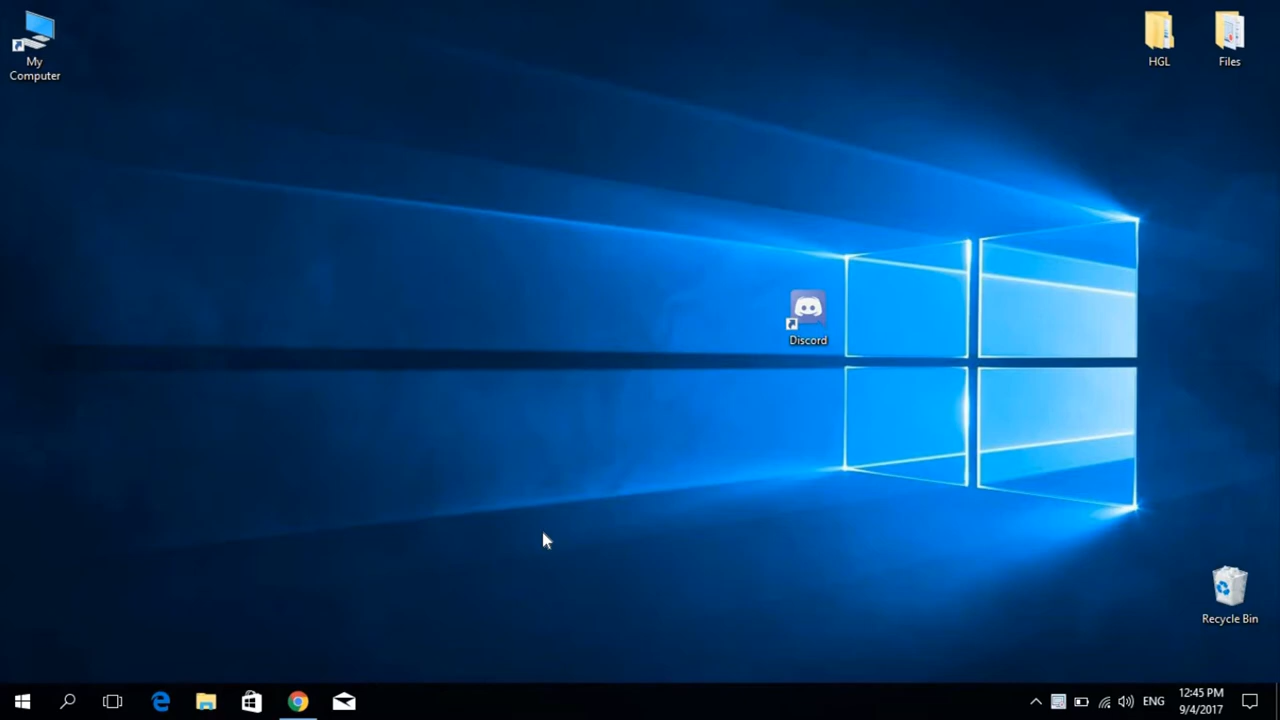 My
Computer
HGL
Files
Discord
Recycle Bin
ENG
12:45 PM
9/4/2017